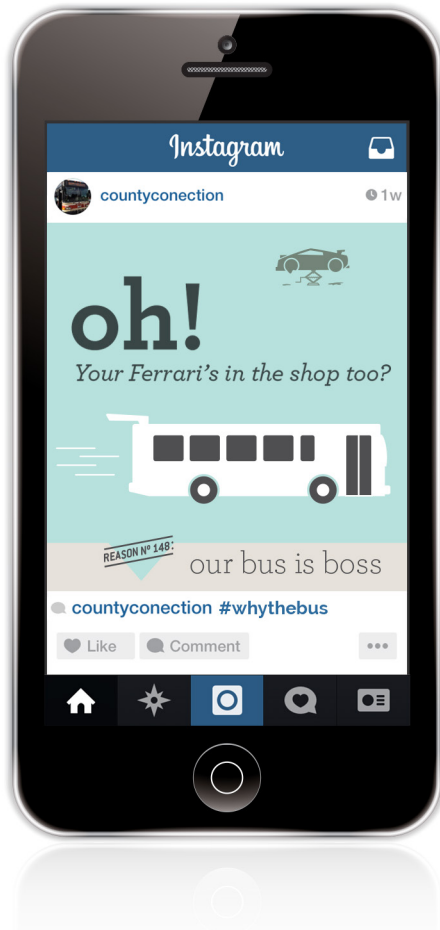 Instagram
countyconection 1w
oh!
Your Ferrari's in the shop too?
REASON Nº 148:
our bus is boss
countyconection #whythebus
Like Comment